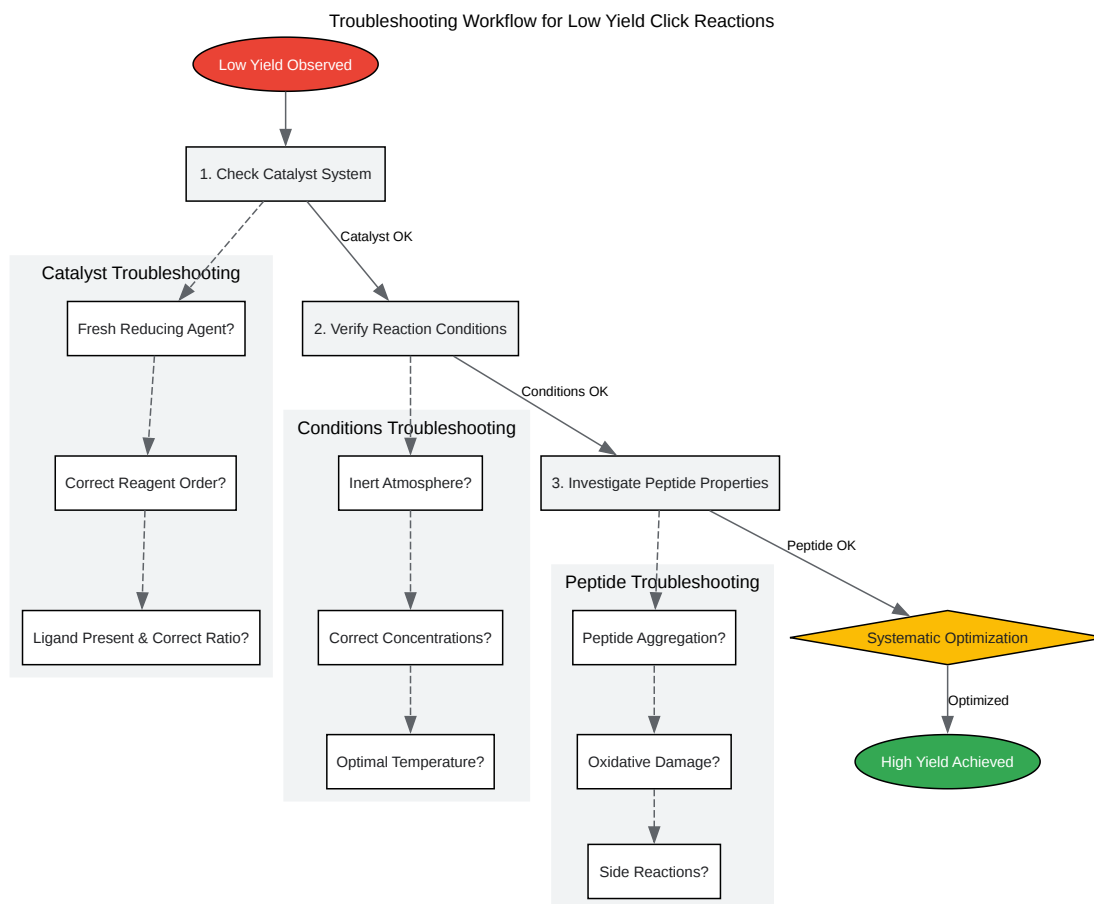 Troubleshooting Workflow for Low Yield Click Reactions
Low Yield Observed
1. Check Catalyst System
Catalyst OK
Catalyst Troubleshooting
Fresh Reducing Agent?
2. Verify Reaction Conditions
Conditions OK
Conditions Troubleshooting
Correct Reagent Order?
Inert Atmosphere?
3. Investigate Peptide Properties
Peptide OK
Peptide Troubleshooting
Ligand Present & Correct Ratio?
Correct Concentrations?
Peptide Aggregation?
Systematic Optimization
Optimized
Optimal Temperature?
Oxidative Damage?
High Yield Achieved
Side Reactions?